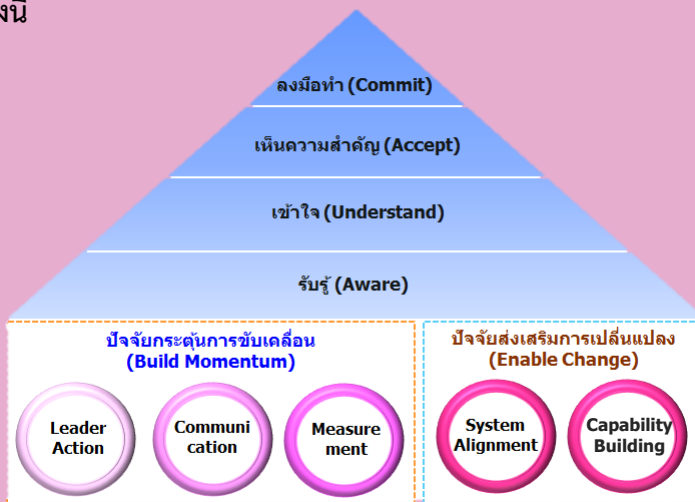 งนี้
ลงมือทำ (Commit)
เห็นความสำคัญ (Accept)
เข้าใจ (Understand)
รับรู้ (Aware)
ปัจจัยกระตุ้นการขับเคลื่อน
(Build Momentum)
ปัจจัยส่งเสริมการเปลี่นแปลง
(Enable Change)
Leader
Action
Communi
cation
Measure
ment
System
Alignment
Capability
Building